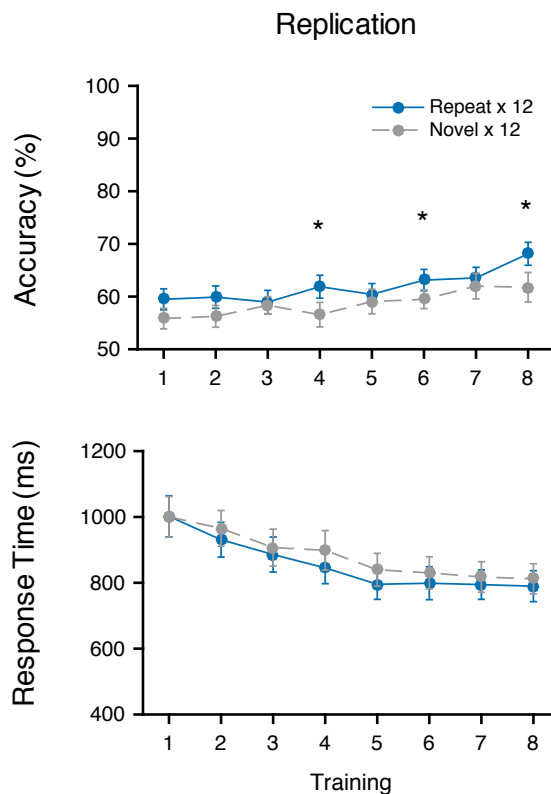 Replication
Accuracy (%)
100
90
80
70
60
50
Repeat x 12
Novel x 12
*
*
*
1 2 3 4 5 6 7 8
Response Time (ms)
1200
1000
800
600
400
1 2 3 4 5 6 7 8
Training